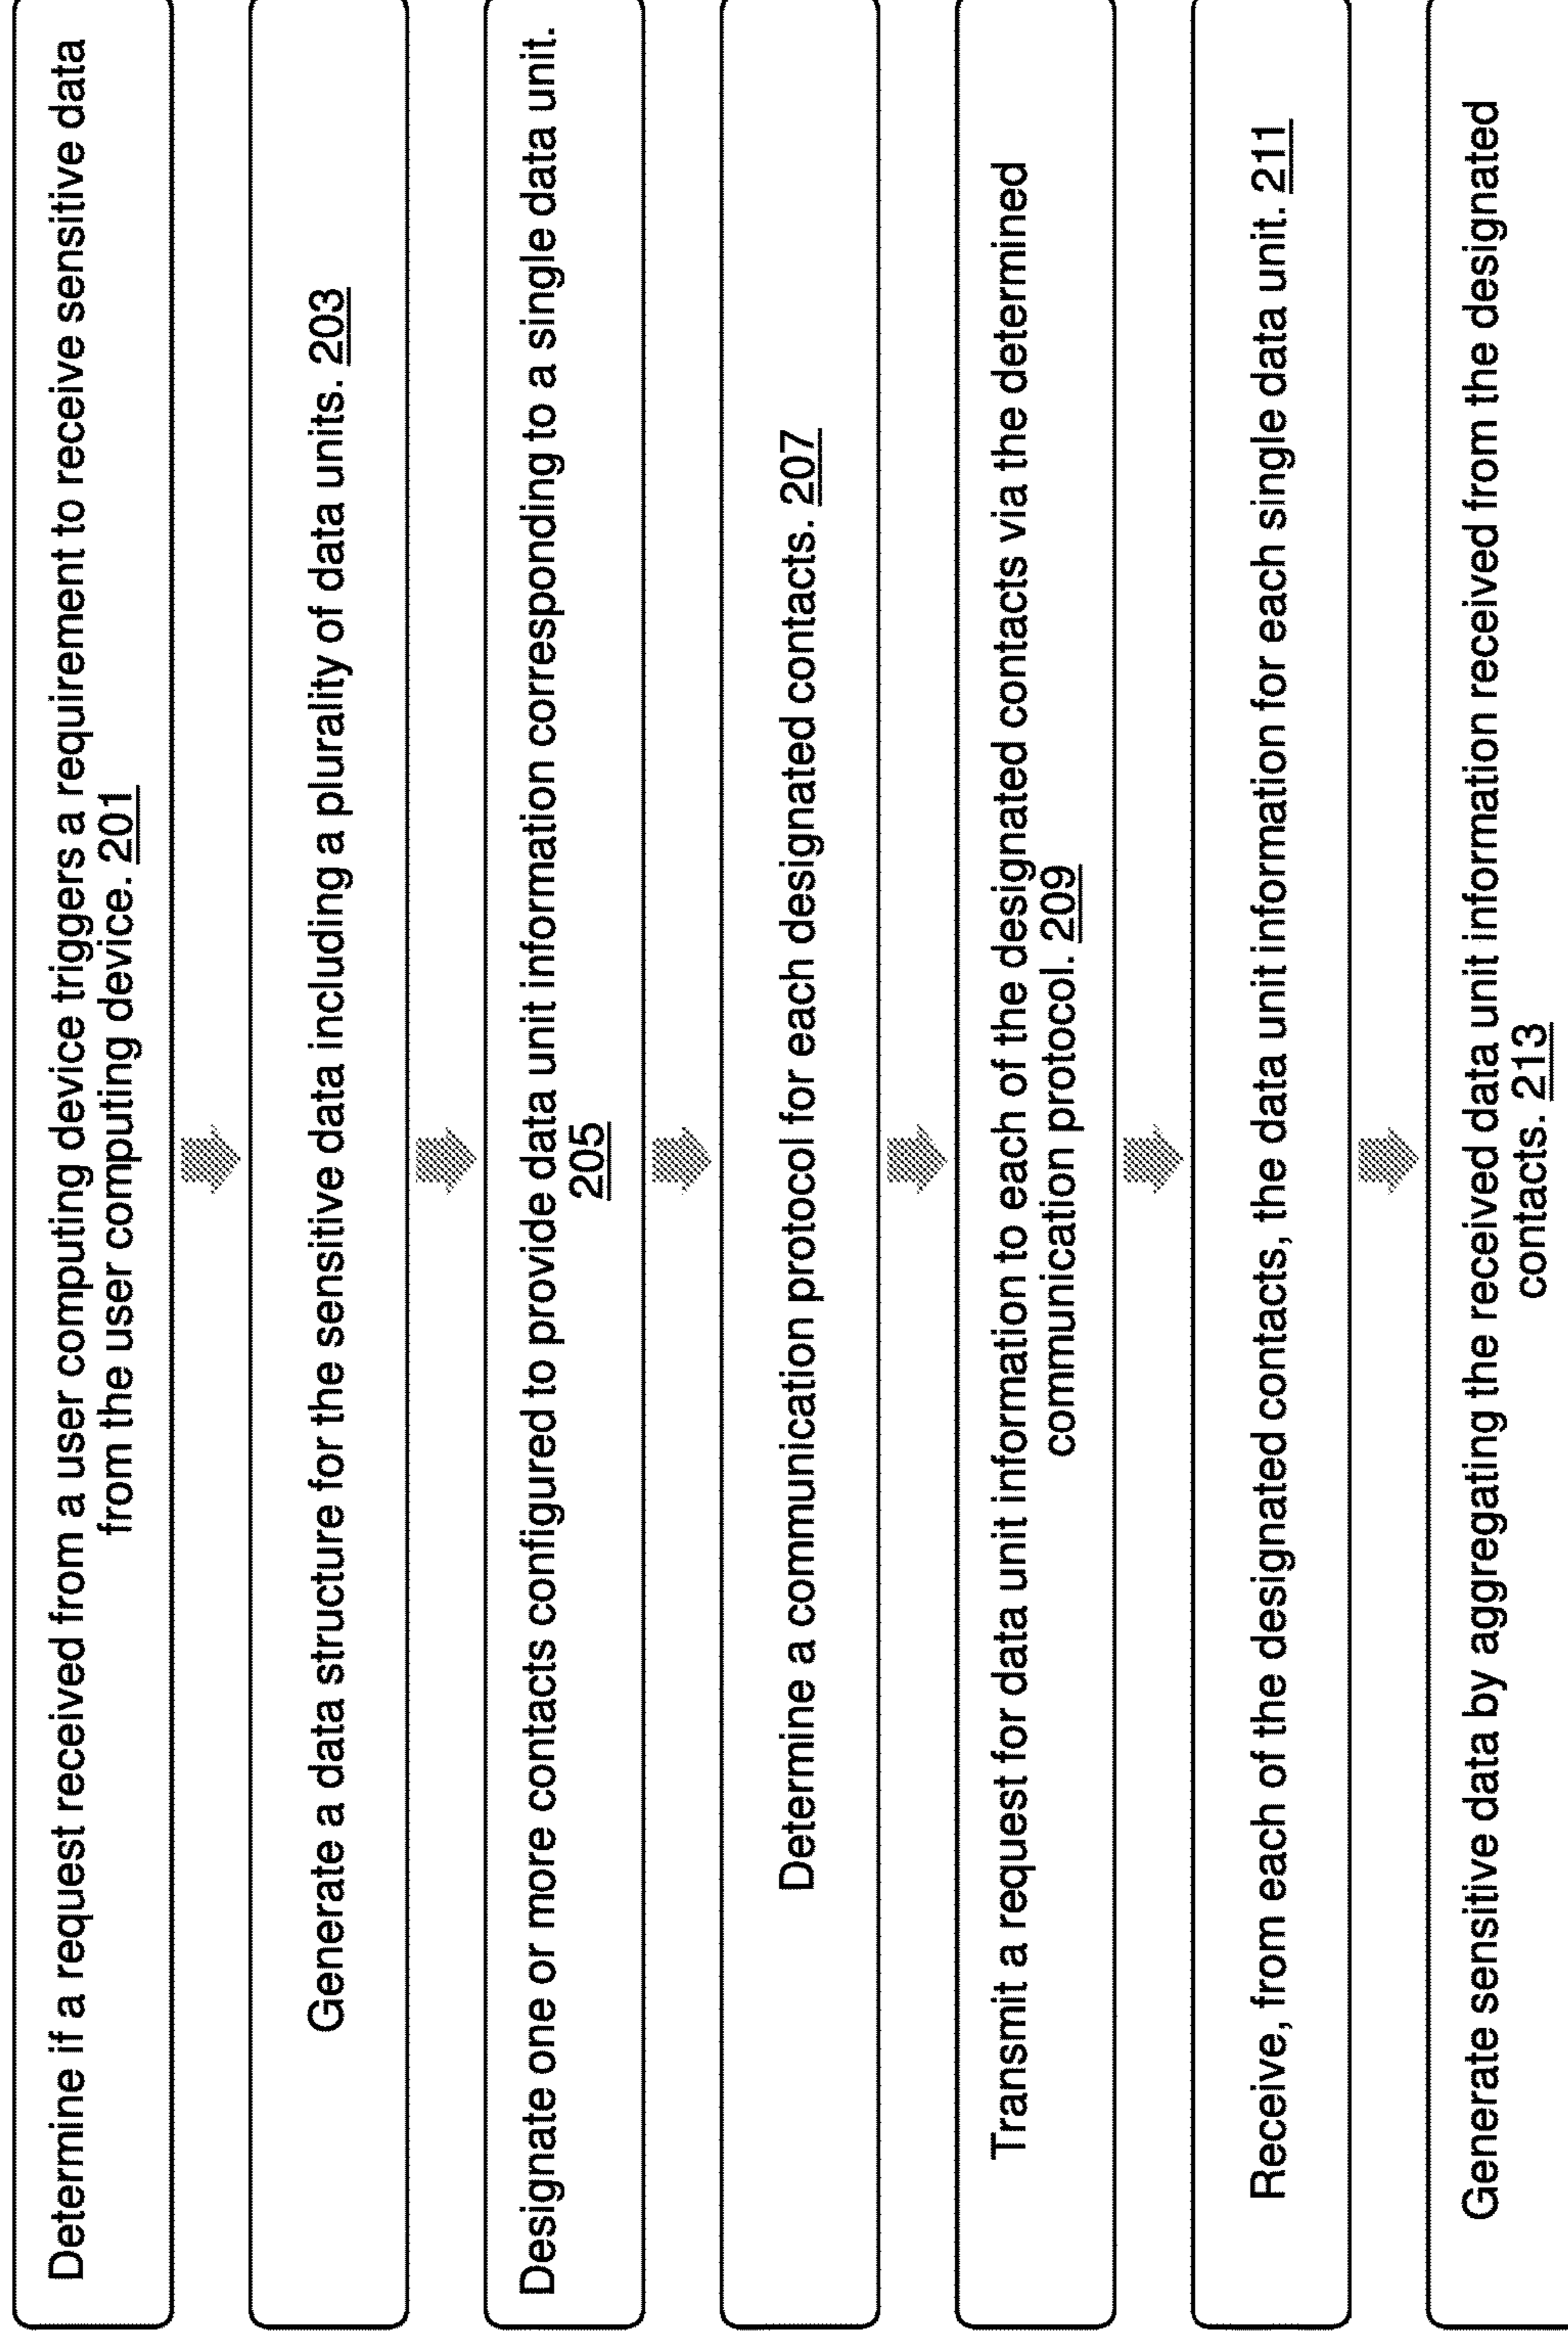 Determine if a request received from a user computing device triggers a requirement to receive sensitive data
from the user computing device. 201
Generate a data structure for the sensitive data including a plurality of data units. 203
Designate one or more contacts configured to provide data unit information corresponding to a single data unit.
205
Determine a communication protocol for each designated contacts. 207
Transmit a request for data unit information to each of the designated contacts via the determined
communication protocol. 209
Receive, from each of the designated contacts, the data unit information for each single data unit. 211
Generate sensitive data by aggregating the received data unit information received from the designated
contacts. 213